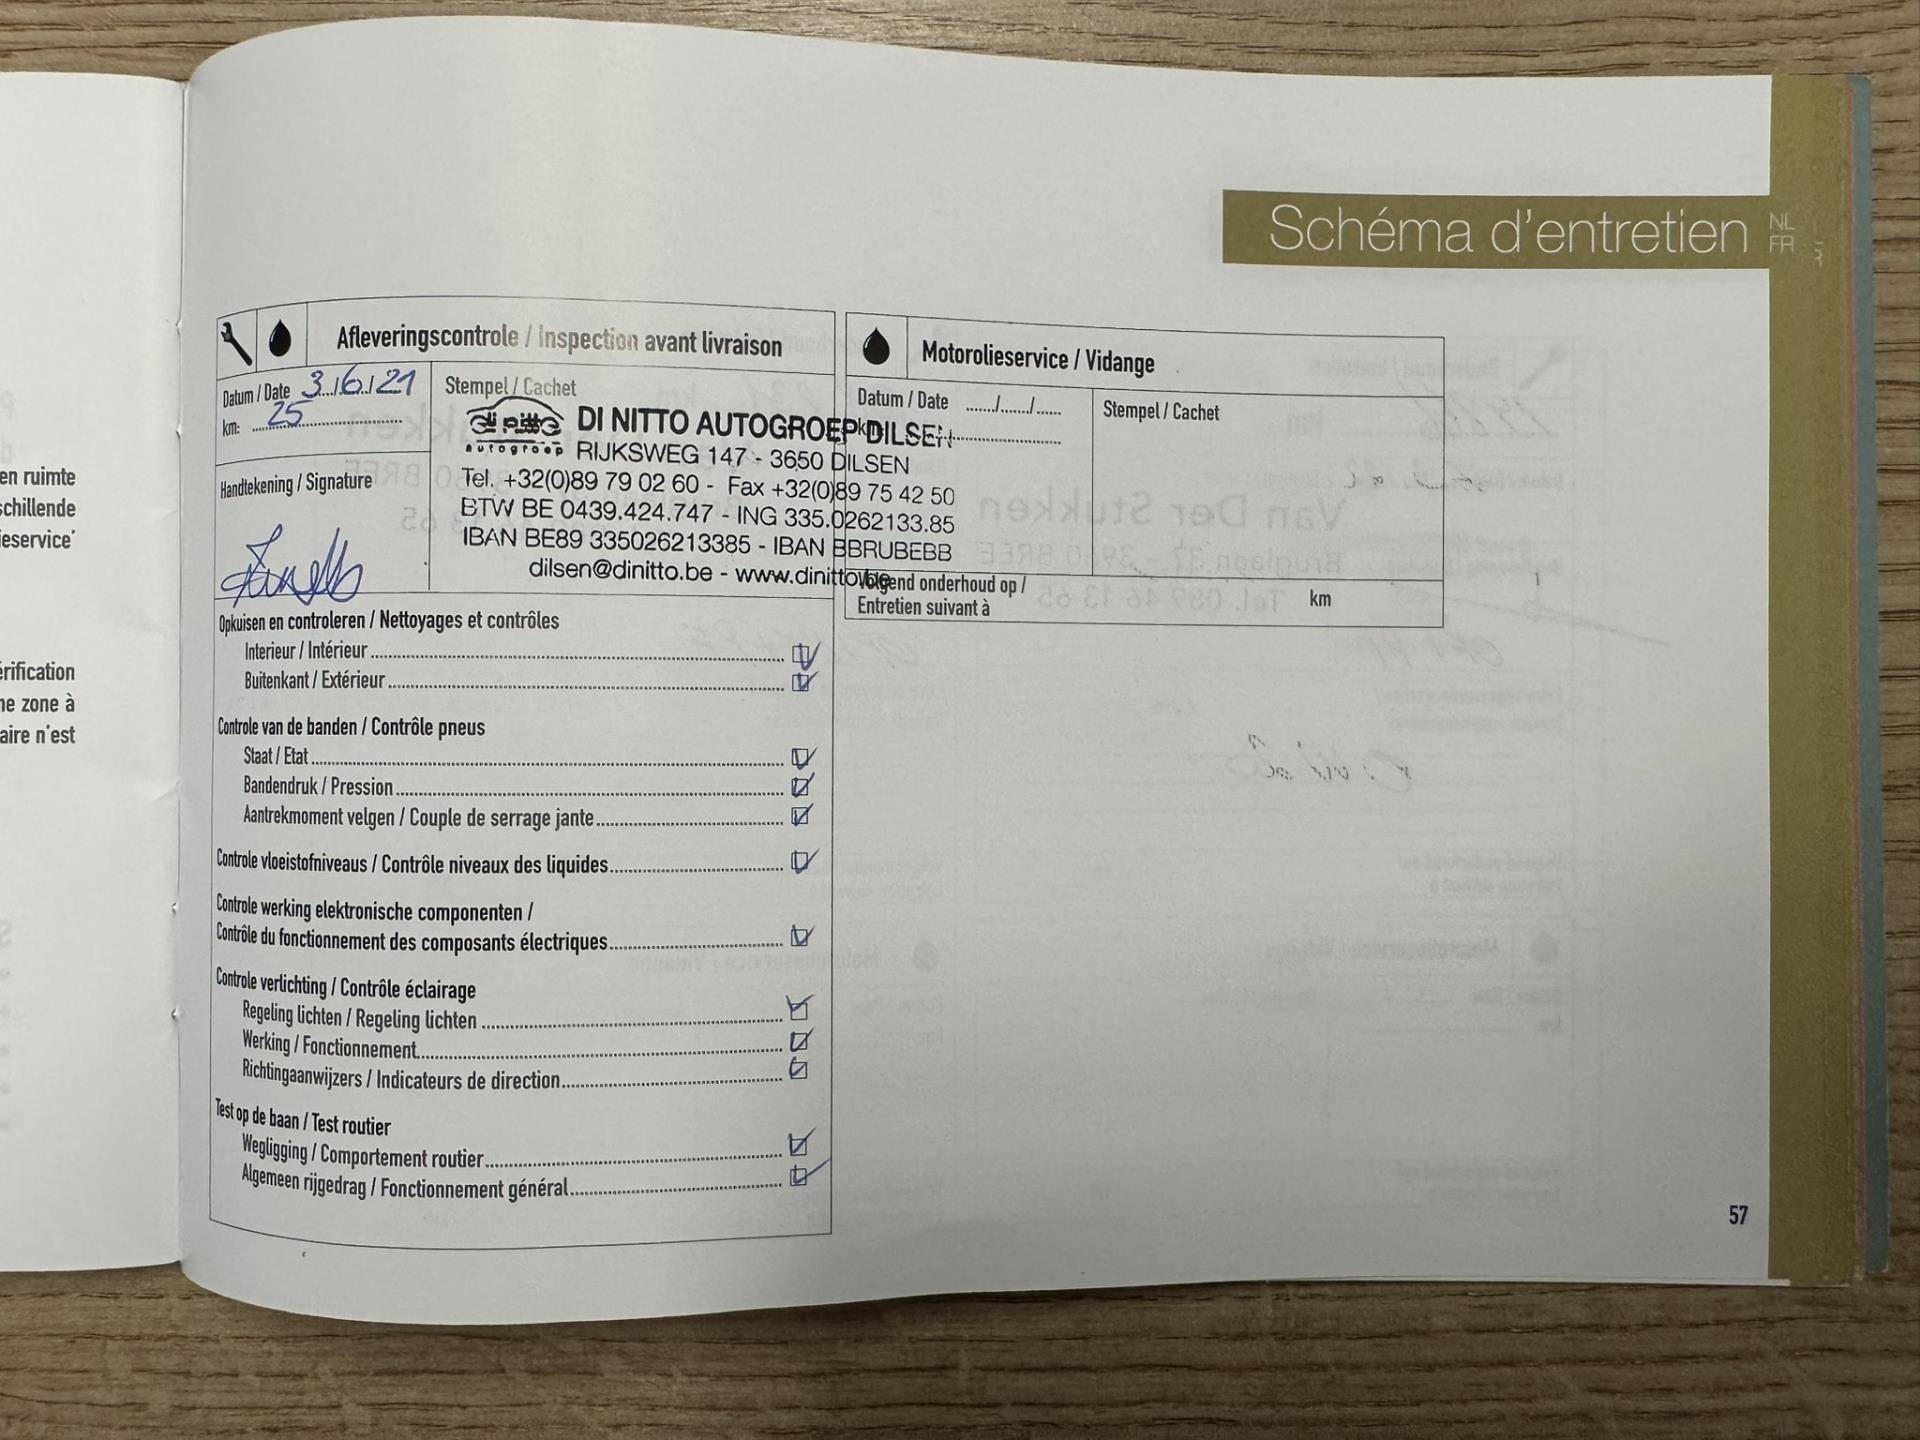 en ruimte
schillende
ieservice'
érification
ne zone à
aire n'est
Schéma d'entretien
NL
FR
Afleveringscontrole / Inspection avant livraison
Datum / Date 3/6/21
km: 25
Handtekening / Signature
Stempel / Cachet
di nitto
autogroep
DI NITTO AUTOGROEP DILSEN
RIJKSWEG 147 - 3650 DILSEN
Tel. +32(0)89 79 02 60 - Fax +32(0)89 75 42 50
BTW BE 0439.424.747 - ING 335.0262133.85
IBAN BE89 335026213385 - IBAN BBRUBEBB
dilsen@dinitto.be - www.dinitto.be
Opkuisen en controleren / Nettoyages et contrôles
Interieur / Intérieur
Buitenkant / Extérieur
Controle van de banden / Contrôle pneus
Staat / Etat
Bandendruk / Pression
Aantrekmoment velgen / Couple de serrage jante
Controle vloeistofniveaus / Contrôle niveaux des liquides
Controle werking elektronische componenten /
Contrôle du fonctionnement des composants électriques
Controle verlichting / Contrôle éclairage
Regeling lichten / Regeling lichten
Werking / Fonctionnement
Richtingaanwijzers / Indicateurs de direction
Test op de baan / Test routier
Wegligging / Comportement routier
Algemeen rijgedrag / Fonctionnement général
Motorolieservice / Vidange
Datum / Date ....../....../......
km:
Stempel / Cachet
Volgend onderhoud op /
Entretien suivant à
km
57